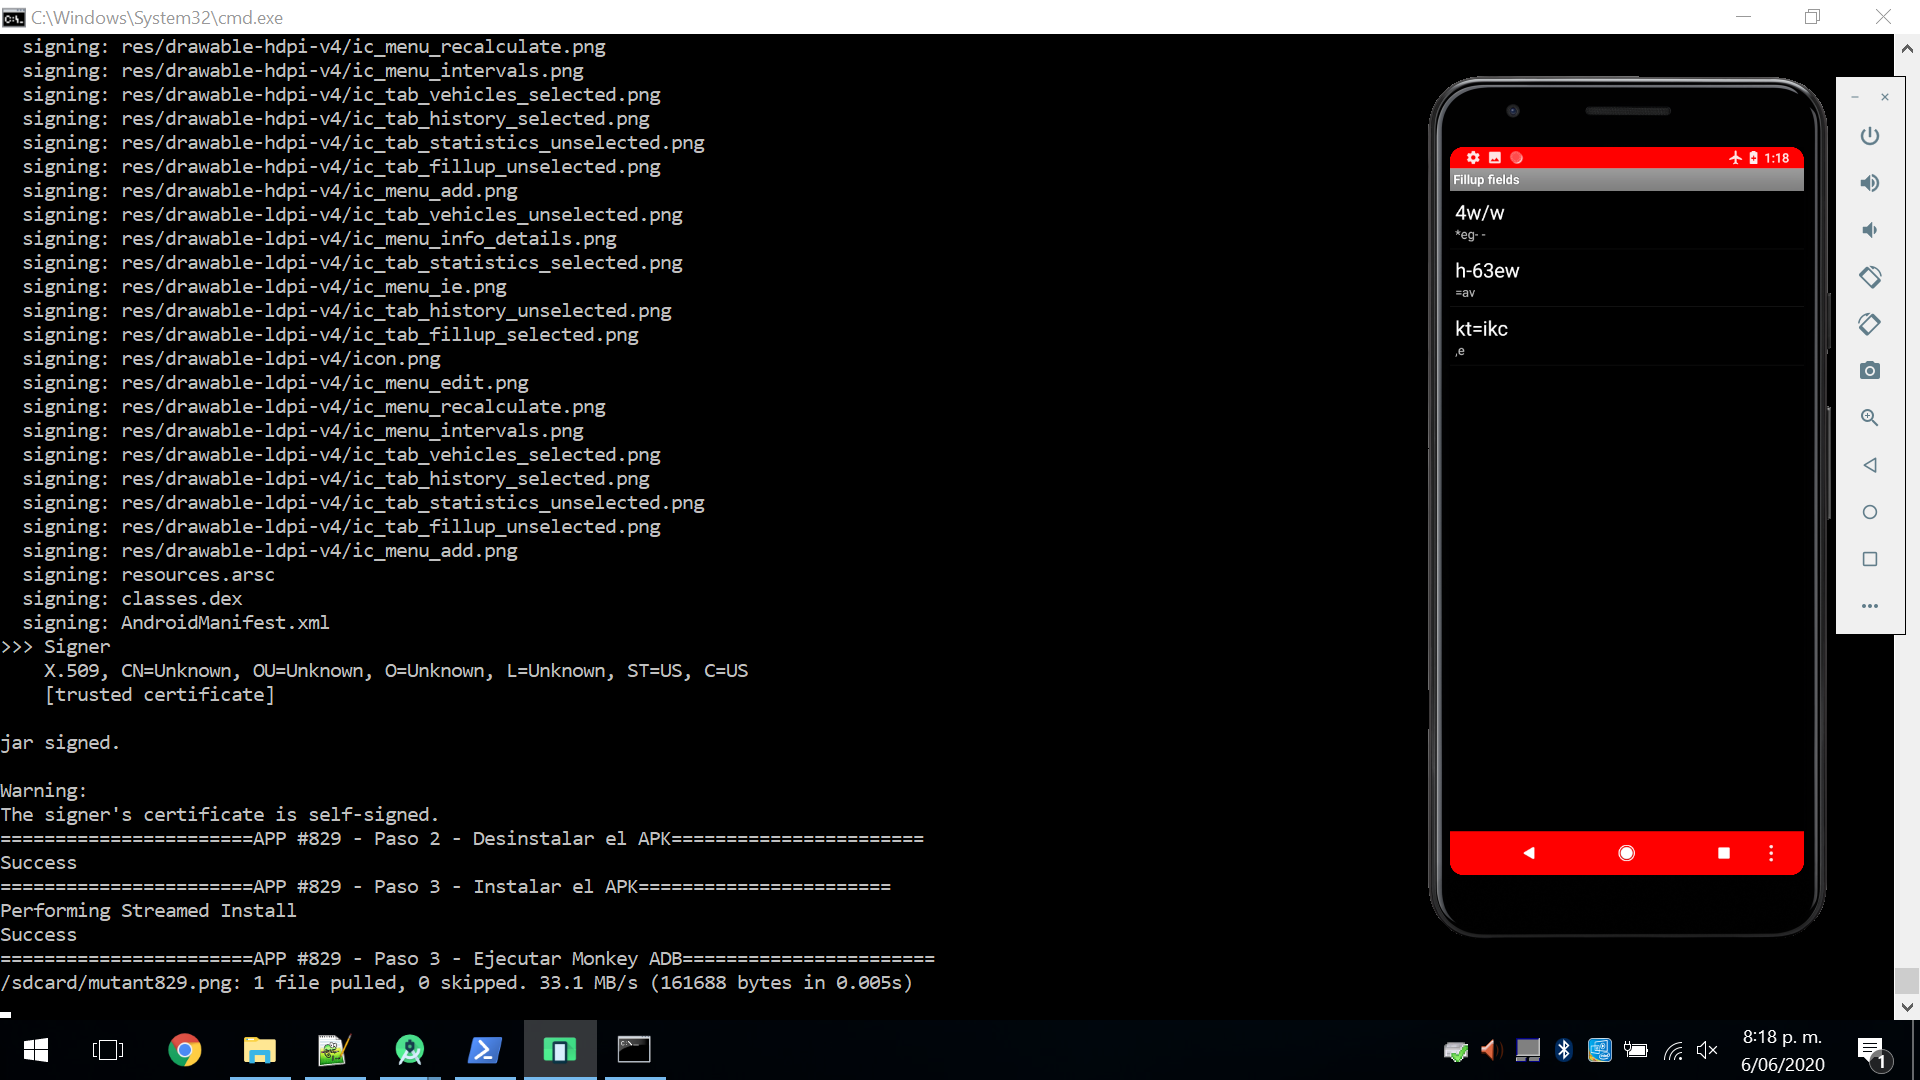 C:\Windows\System32\cmd.exe
signing: res/drawable-hdpi-v4/ic_menu_recalculate.png
signing: res/drawable-hdpi-v4/ic_menu_intervals.png
signing: res/drawable-hdpi-v4/ic_tab_vehicles_selected.png
signing: res/drawable-hdpi-v4/ic_tab_history_selected.png
signing: res/drawable-hdpi-v4/ic_tab_statistics_unselected.png
signing: res/drawable-hdpi-v4/ic_tab_fillup_unselected.png
signing: res/drawable-hdpi-v4/ic_menu_add.png
signing: res/drawable-ldpi-v4/ic_tab_vehicles_unselected.png
signing: res/drawable-ldpi-v4/ic_menu_info_details.png
signing: res/drawable-ldpi-v4/ic_tab_statistics_selected.png
signing: res/drawable-ldpi-v4/ic_menu_ie.png
signing: res/drawable-ldpi-v4/ic_tab_history_unselected.png
signing: res/drawable-ldpi-v4/ic_tab_fillup_selected.png
signing: res/drawable-ldpi-v4/icon.png
signing: res/drawable-ldpi-v4/ic_menu_edit.png
signing: res/drawable-ldpi-v4/ic_menu_recalculate.png
signing: res/drawable-ldpi-v4/ic_menu_intervals.png
signing: res/drawable-ldpi-v4/ic_tab_vehicles_selected.png
signing: res/drawable-ldpi-v4/ic_tab_history_selected.png
signing: res/drawable-ldpi-v4/ic_tab_statistics_unselected.png
signing: res/drawable-ldpi-v4/ic_tab_fillup_unselected.png
signing: res/drawable-ldpi-v4/ic_menu_add.png
signing: resources.arsc
signing: classes.dex
signing: AndroidManifest.xml
>>> Signer
X.509, CN=Unknown, OU=Unknown, O=Unknown, L=Unknown, ST=US, C=US
[trusted certificate]
jar signed.
Warning:
The signer's certificate is self-signed.
=======================APP #829 - Paso 2 - Desinstalar el APK=======================
Success
=======================APP #829 - Paso 3 - Instalar el APK=======================
Performing Streamed Install
Success
=======================APP #829 - Paso 3 - Ejecutar Monkey ADB=======================
/sdcard/mutant829.png: 1 file pulled, 0 skipped. 33.1 MB/s (161688 bytes in 0.005s)
1:18
Fillup fields
4w/w
*eg- -
h-63ew
=av
kt=ikc
,e
8:18 p. m.
6/06/2020
1